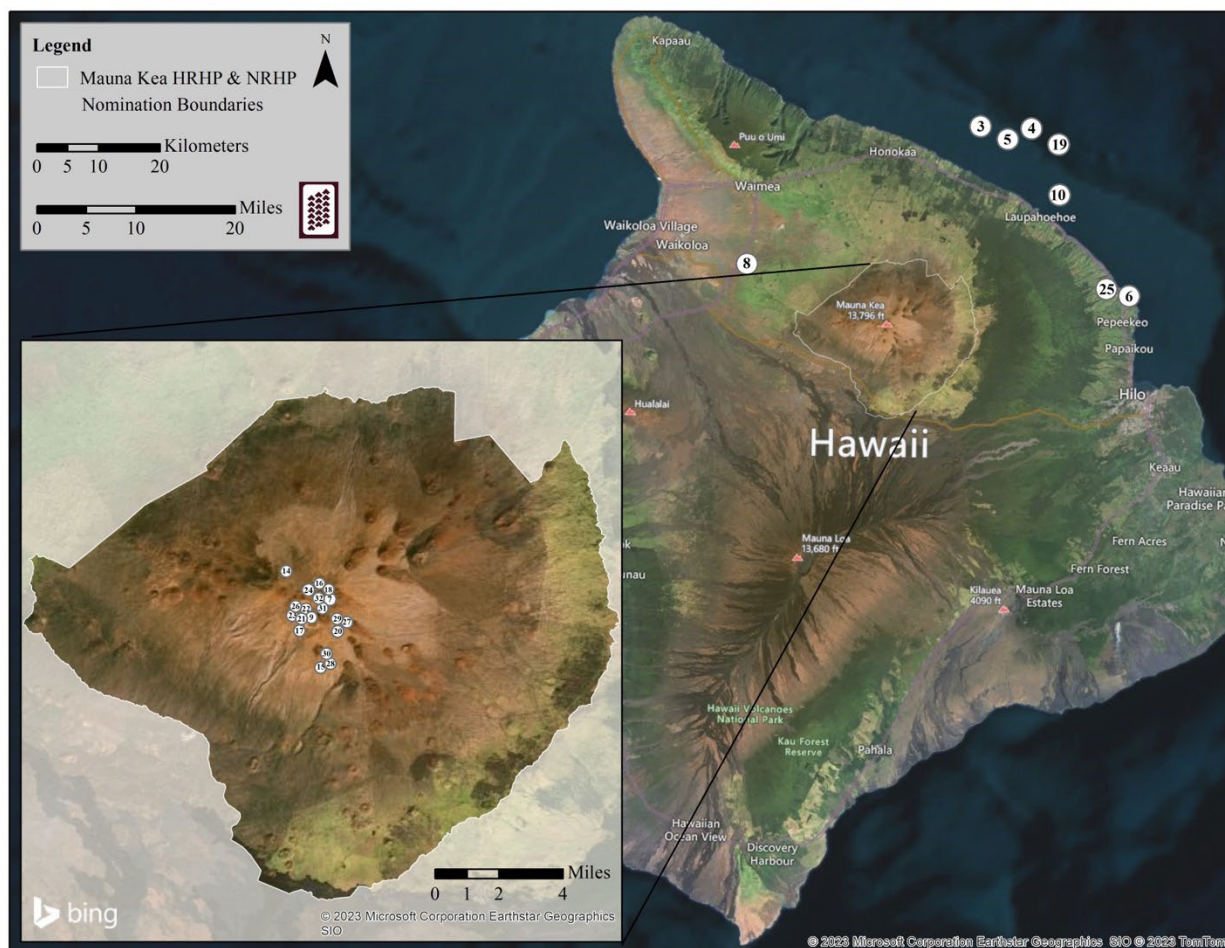 Legend
N
Mauna Kea HRHP & NRHP
Nomination Boundaries
Kilometers
0 5 10 20
Miles
0 5 10 20
Kapaau
Puu o Umi
Honokaa
Waimea
3
5
4
19
10
Laupahoehoe
Waikoloa Village
Waikoloa
8
Mauna Kea
13,796 ft
25
6
Pepeekeo
Papaikou
Hilo
Hualalai
Hawaii
Keaau
Hawaiian
Paradise
Mauna Loa
13,680 ft
Fern Acres
Fern Forest
Kilauea
4090 ft
Mauna Loa
Estates
Hawaii Volcanoes
National Park
Kau Forest
Reserve
Pahala
Hawaiian
Ocean View
Discovery
Harbour
14
16
24
18
32
7
26
22
31
21
9
29
27
17
20
30
28
Miles
0 1 2 4
bing
© 2023 Microsoft Corporation Earthstar Geographics
SIO
© 2023 Microsoft Corporation Earthstar Geographics SIO © 2023 TomTom